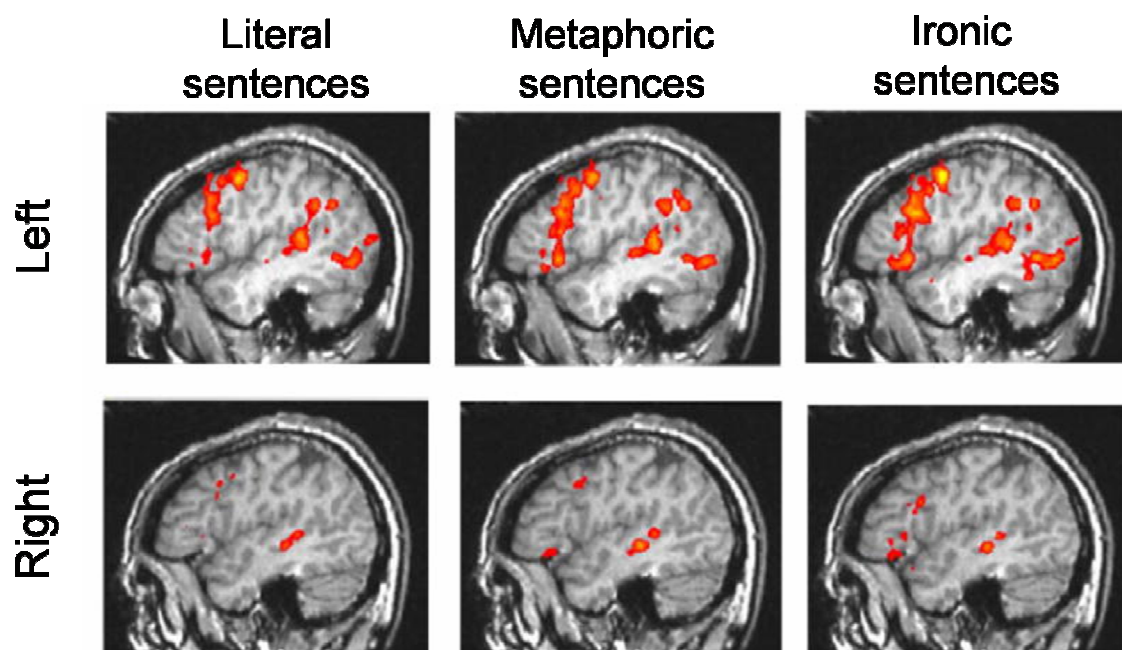 Literal
sentences
Metaphoric
sentences
Ironic
sentences
Left
Right